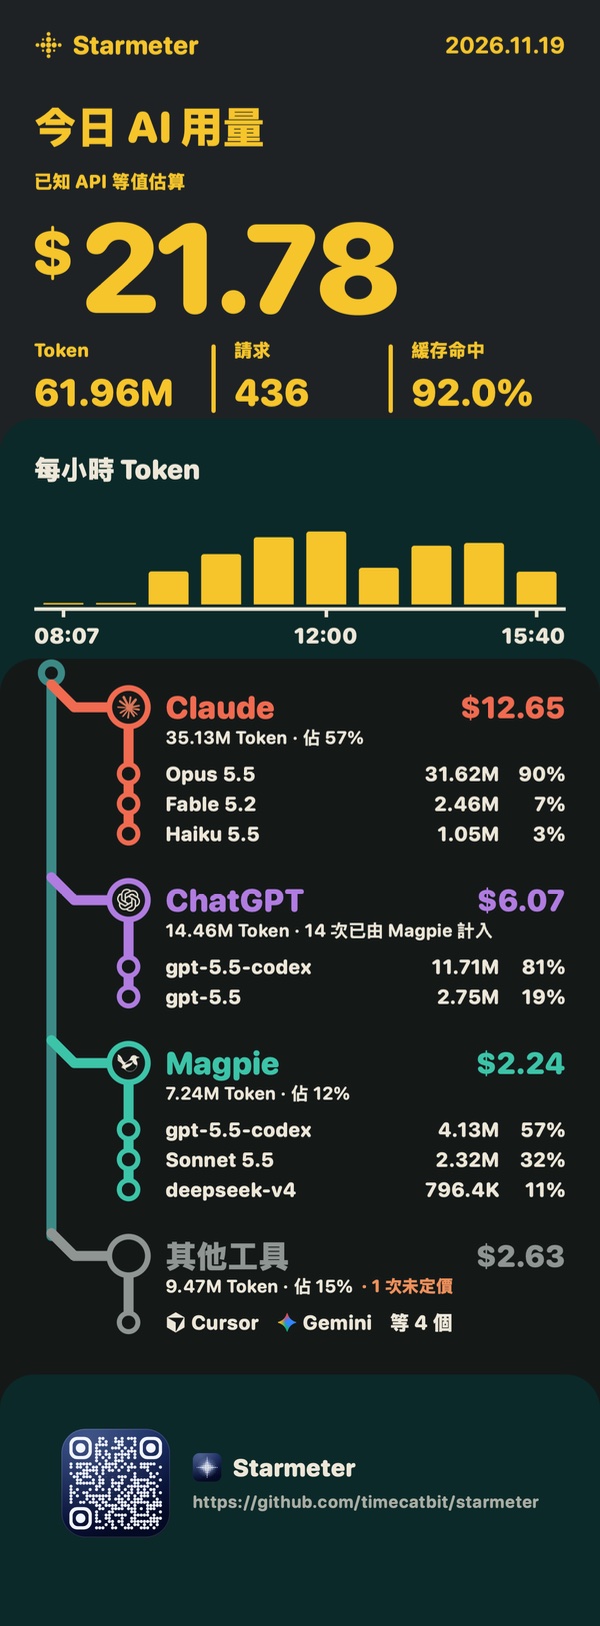 Starmeter 2026.11.19
今日 AI 用量
已知 API 等值估算
$21.78
Token 請求 緩存命中
61.96M 436 92.0%
每小時 Token
08:07 12:00 15:40
Claude $12.65
35.13M Token · 佔 57%
Opus 5.5 31.62M 90%
Fable 5.2 2.46M 7%
Haiku 5.5 1.05M 3%
ChatGPT $6.07
14.46M Token · 14 次已由 Magpie 計入
gpt-5.5-codex 11.71M 81%
gpt-5.5 2.75M 19%
Magpie $2.24
7.24M Token · 佔 12%
gpt-5.5-codex 4.13M 57%
Sonnet 5.5 2.32M 32%
deepseek-v4 796.4K 11%
其他工具 $2.63
9.47M Token · 佔 15% · 1 次未定價
Cursor Gemini 等 4 個
Starmeter
https://github.com/timecatbit/starmeter